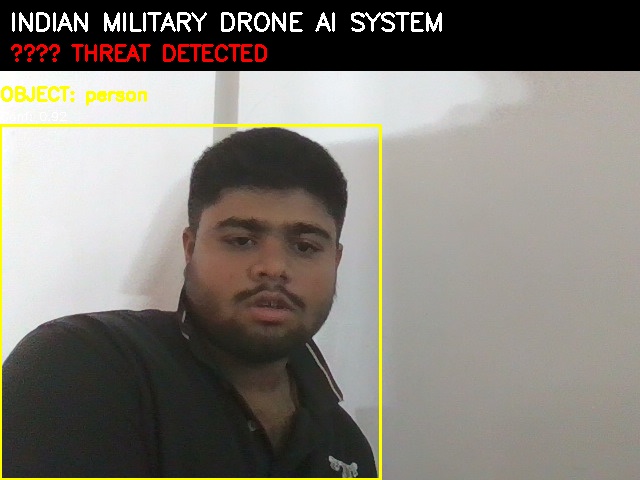 INDIAN MILITARY DRONE AI SYSTEM
???? THREAT DETECTED
OBJECT: person